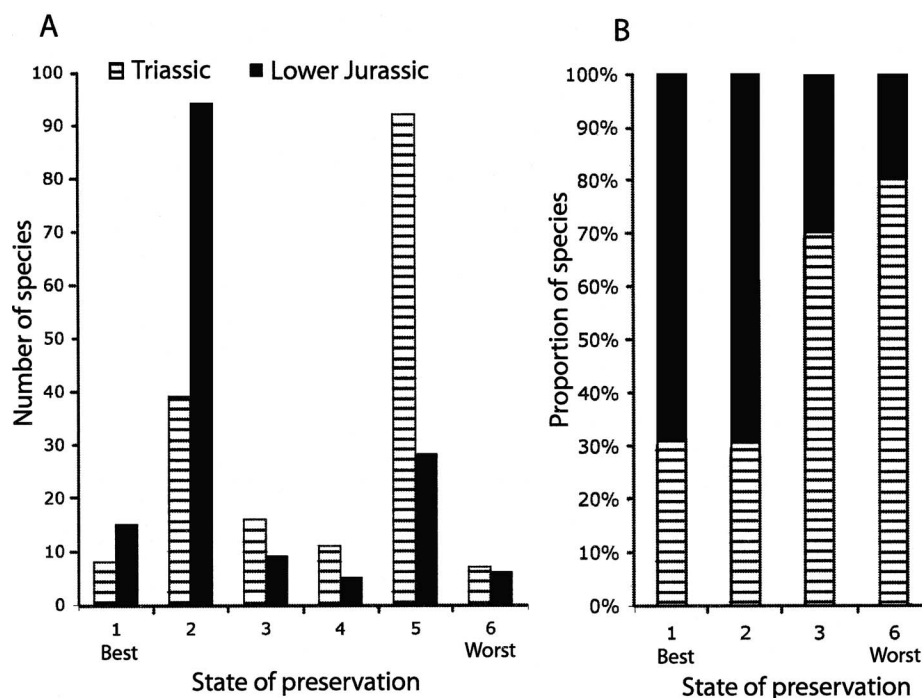 A
Triassic
Lower Jurassic
Number of species
100
90
80
70
60
50
40
30
20
10
0
1
2
3
4
5
6
Best
Worst
State of preservation
B
Proportion of species
100%
90%
80%
70%
60%
50%
40%
30%
20%
10%
0%
1
2
3
6
Best
Worst
State of preservation